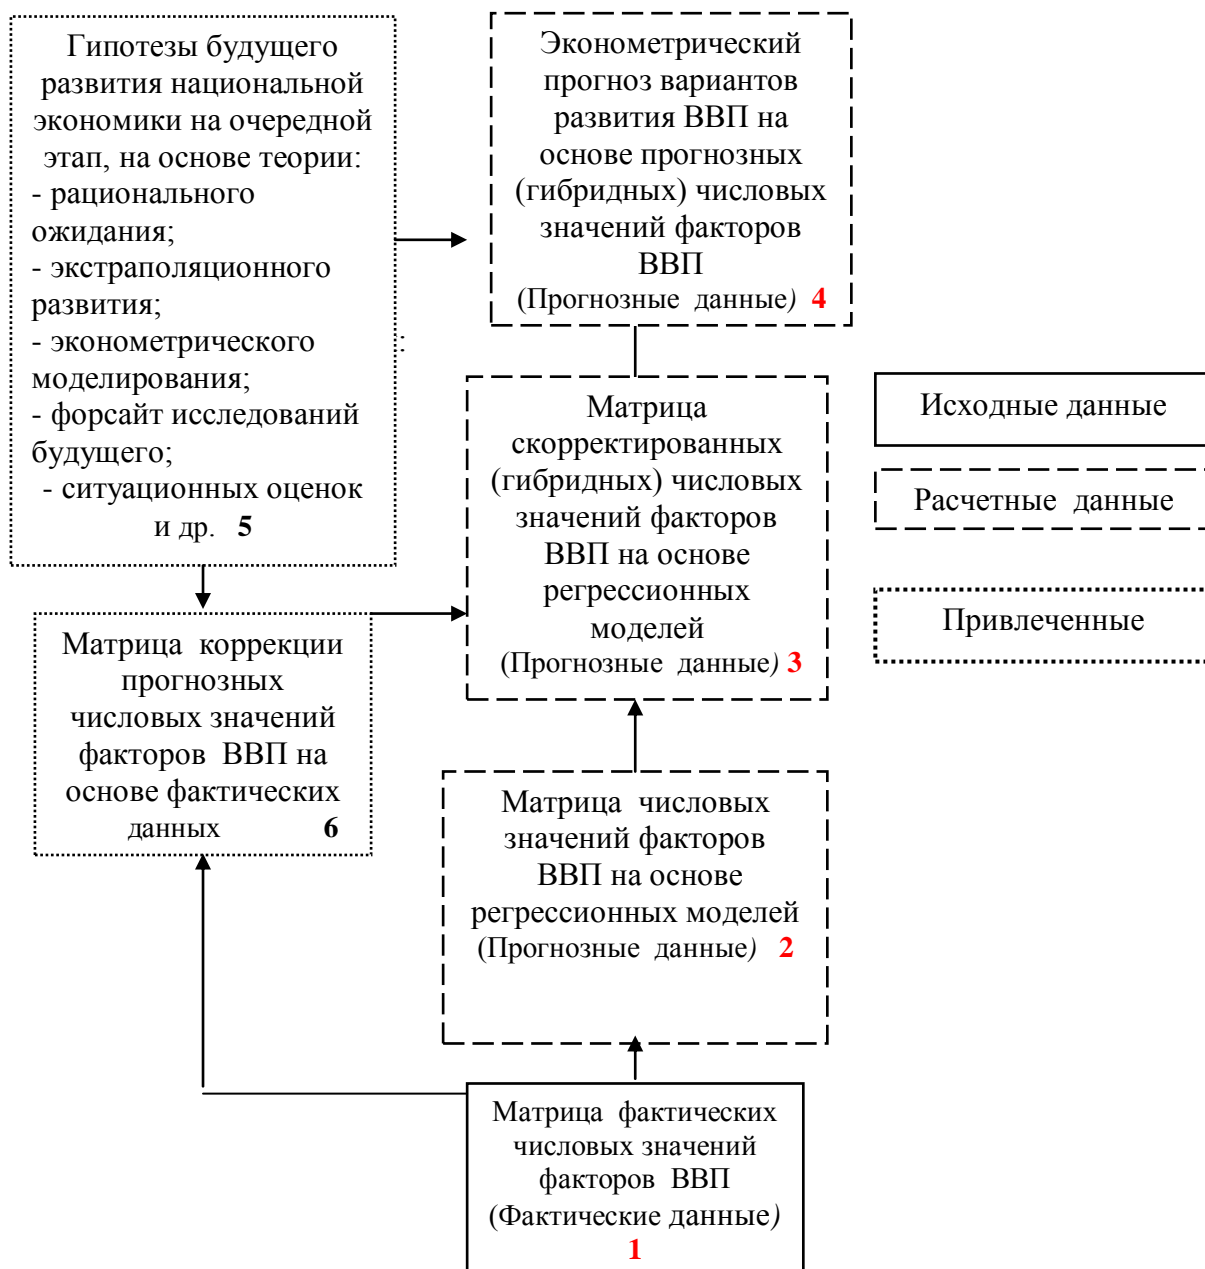 Гипотезы будущего
развития национальной
экономики на очередной
этап, на основе теории:
- рационального
ожидания;
- экстраполяционного
развития;
- эконометрического
моделирования;
- форсайт исследований
будущего;
- ситуационных оценок
и др. 5
:
Эконометрический
прогноз вариантов
развития ВВП на
основе прогнозных
(гибридных) числовых
значений факторов
ВВП
(Прогнозные данные) 4
Матрица
скорректированных
(гибридных) числовых
значений факторов
ВВП на основе
регрессионных
моделей
(Прогнозные данные) 3
Исходные данные
Расчетные данные
Привлеченные
Матрица коррекции
прогнозных
числовых значений
факторов ВВП на
основе фактических
данных 6
Матрица числовых
значений факторов
ВВП на основе
регрессионных моделей
(Прогнозные данные) 2
Матрица фактических
числовых значений
факторов ВВП
(Фактические данные)
1